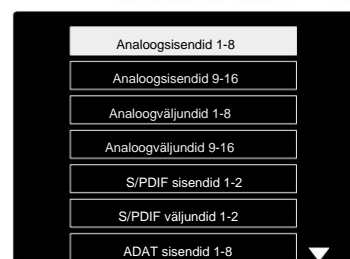 Analoogsisendid 1-8
Analoogsisendid 9-16
Analoogväljundid 1-8
Analoogväljundid 9-16
S/PDIF sisendid 1-2
S/PDIF väljundid 1-2
ADAT sisendid 1-8